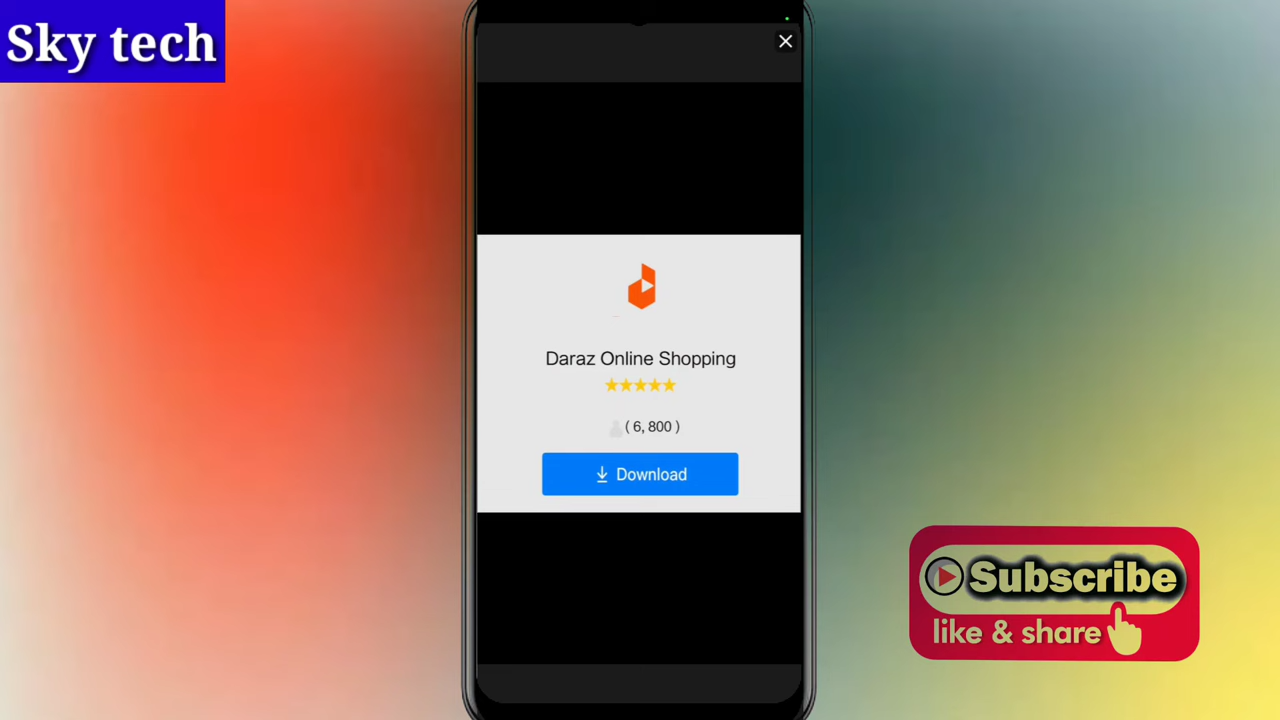 Sky tech
Daraz Online Shopping
( 6, 800 )
Download
Subscribe
like & share